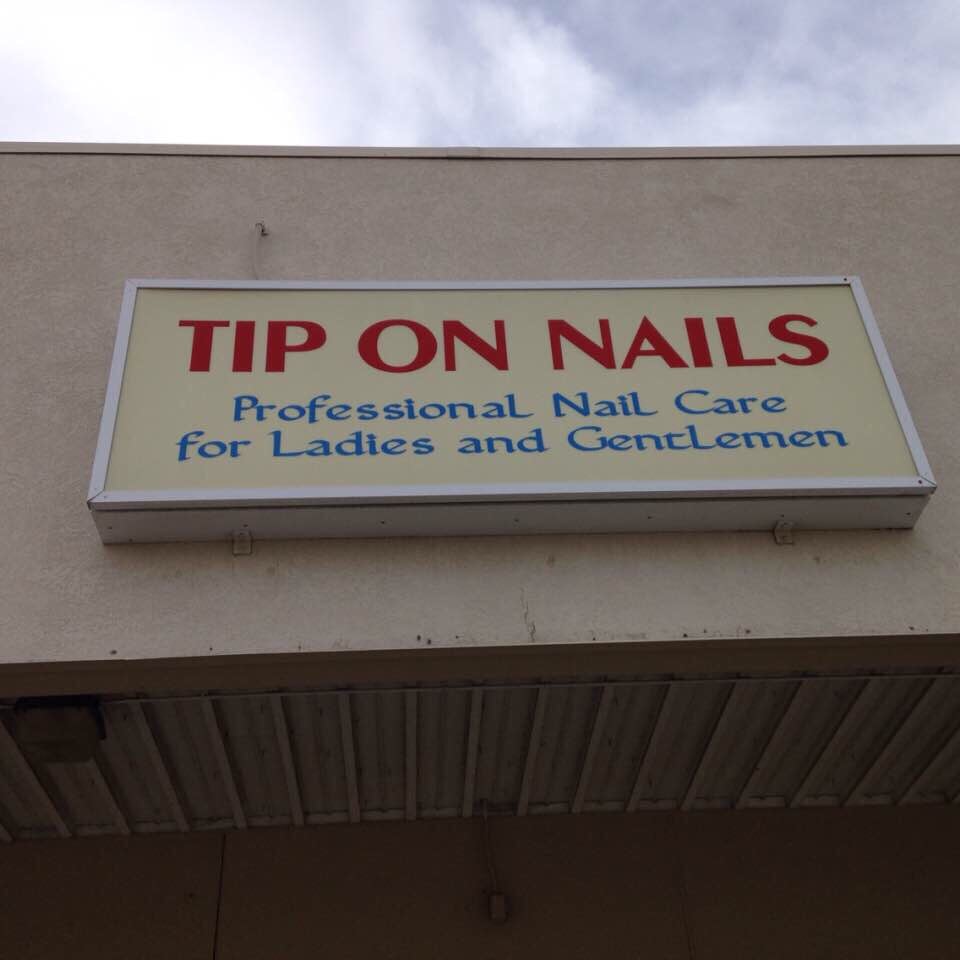 TIP ON NAILS
Professional Nail Care
for Ladies and Gentlemen